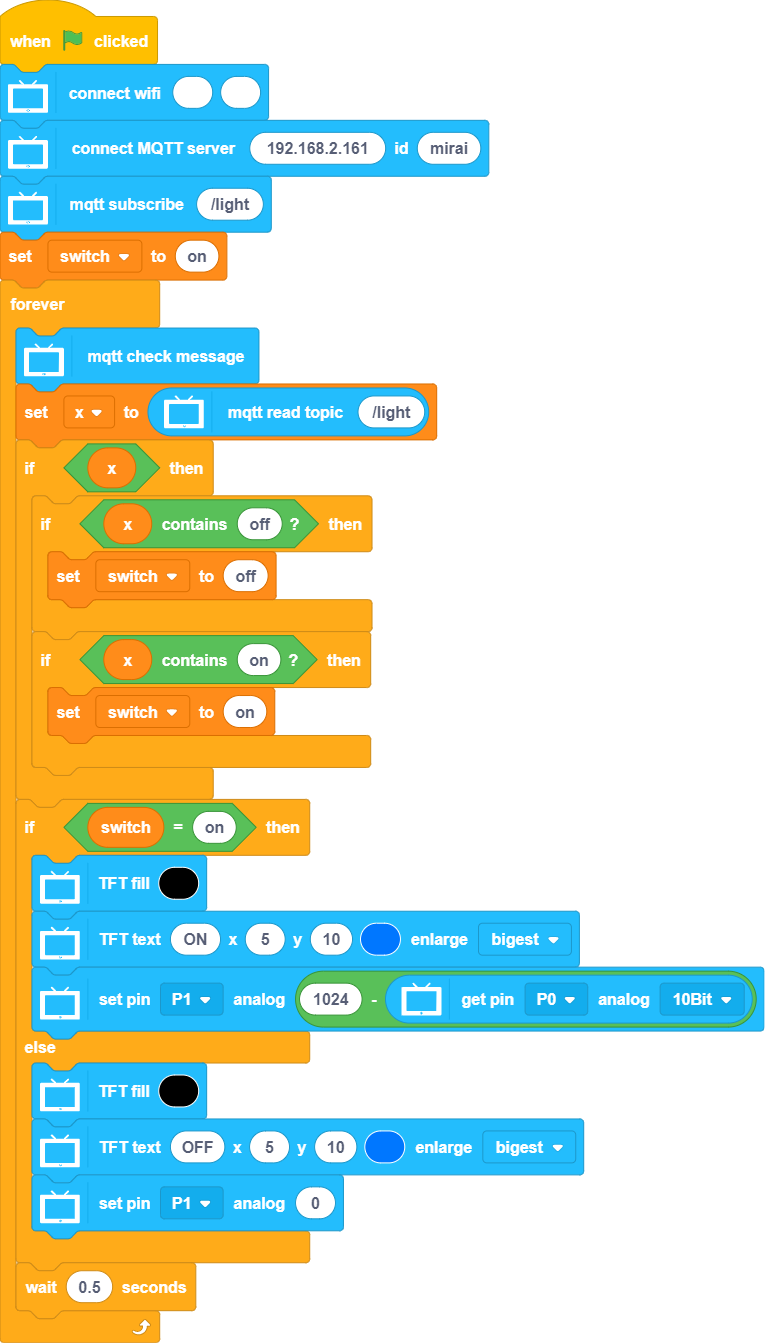 when clicked
connect wifi
connect MQTT server 192.168.2.161 id mirai
mqtt subscribe /light
set switch to on
forever
mqtt check message
set x to mqtt read topic /light
if x then
if x contains off ? then
set switch to off
if x contains on ? then
set switch to on
if switch = on then
TFT fill
TFT text ON x 5 y 10 enlarge bigest
set pin P1 analog 1024 - get pin P0 analog 10Bit
else
TFT fill
TFT text OFF x 5 y 10 enlarge bigest
set pin P1 analog 0
wait 0.5 seconds